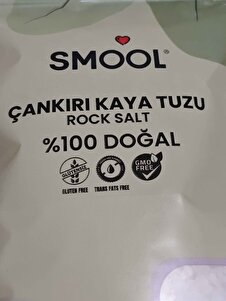 SMOOL®
ÇANKIRI KAYA TUZU
ROCK SALT
%100 DOĞAL
GMO
FREE
GLUTEN FREE
TRANS FATS FREE